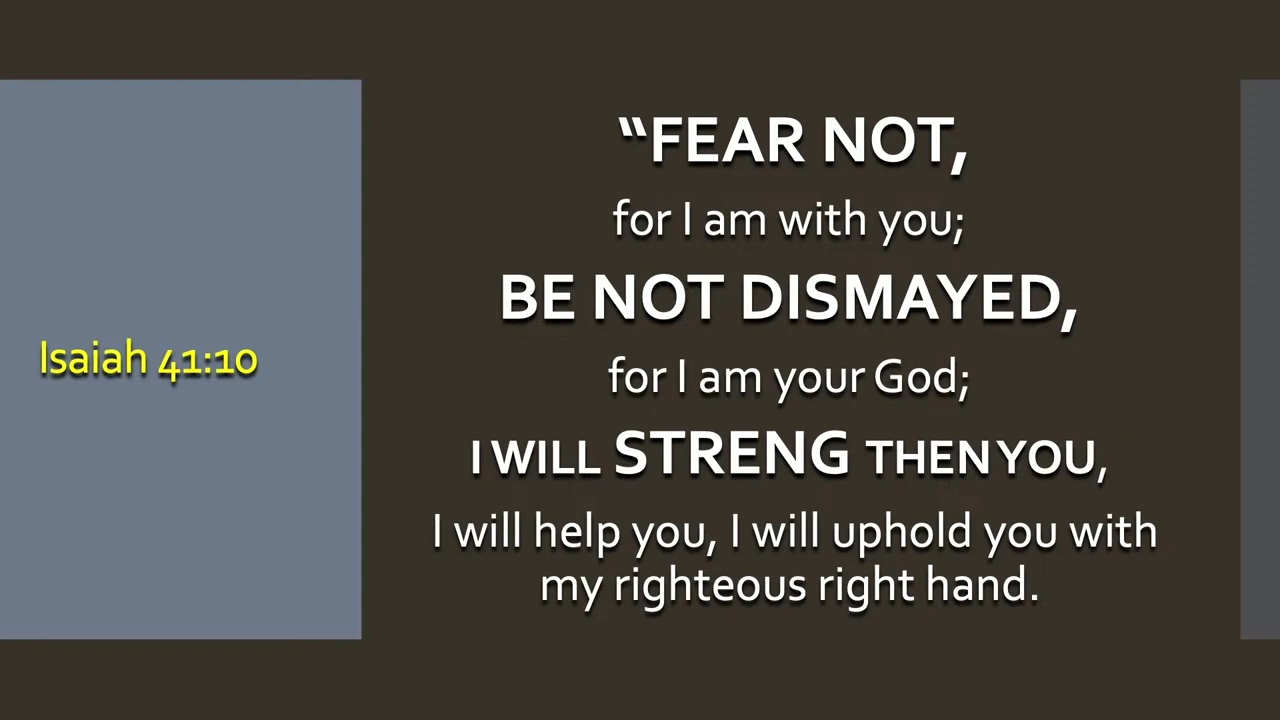 Isaiah 41:10
“FEAR NOT,
for I am with you;
BE NOT DISMAYED,
for I am your God;
I WILL STRENG THEN YOU,
I will help you, I will uphold you with
my righteous right hand.